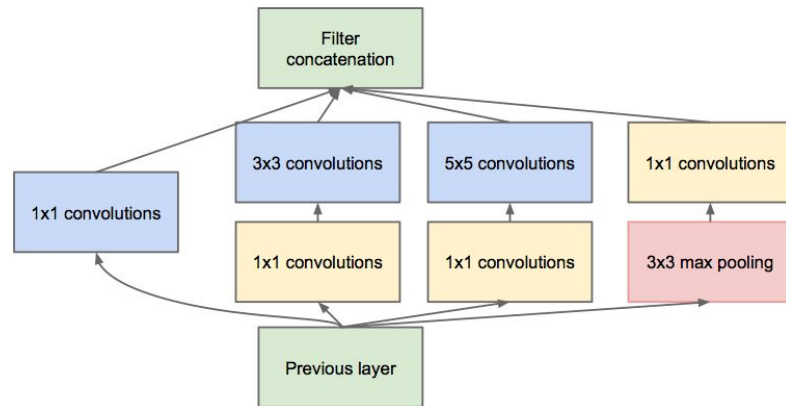 Filter
concatenation
3x3 convolutions
5x5 convolutions
1x1 convolutions
1x1 convolutions
1x1 convolutions
1x1 convolutions
3x3 max pooling
Previous layer